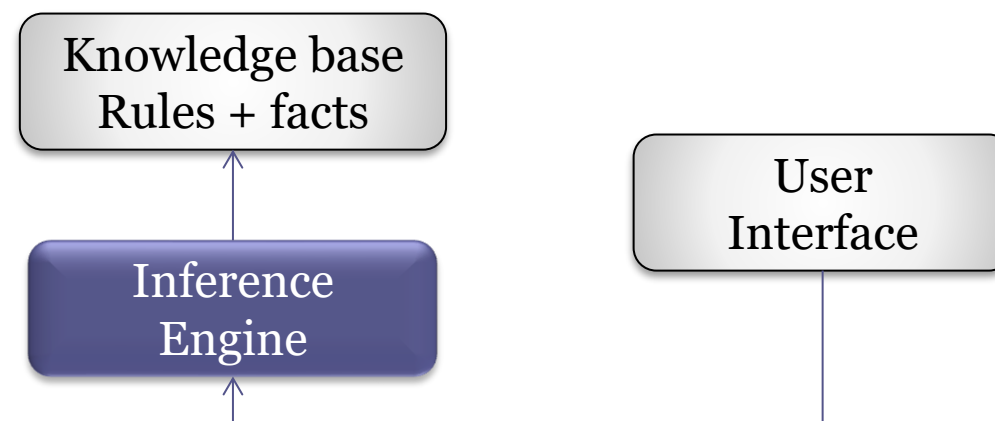 Knowledge base
Rules + facts
User
Interface
Inference
Engine